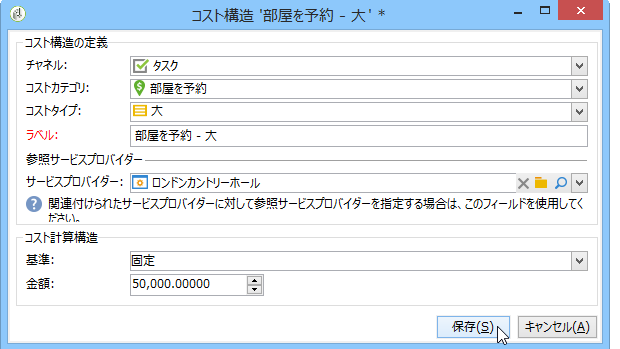 コスト構造 '部屋を予約 - 大' *
コスト構造の定義
チャネル: タスク
コストカテゴリ: 部屋を予約
コストタイプ: 大
ラベル: 部屋を予約 - 大
参照サービスプロバイダー
サービスプロバイダー: ロンドンカントリーホール
関連付けられたサービスプロバイダーに対して参照サービスプロバイダーを指定する場合は、このフィールドを使用してく
ださい。
コスト計算構造
基準: 固定
金額: 50,000.00000
保存(S) キャンセル(A)